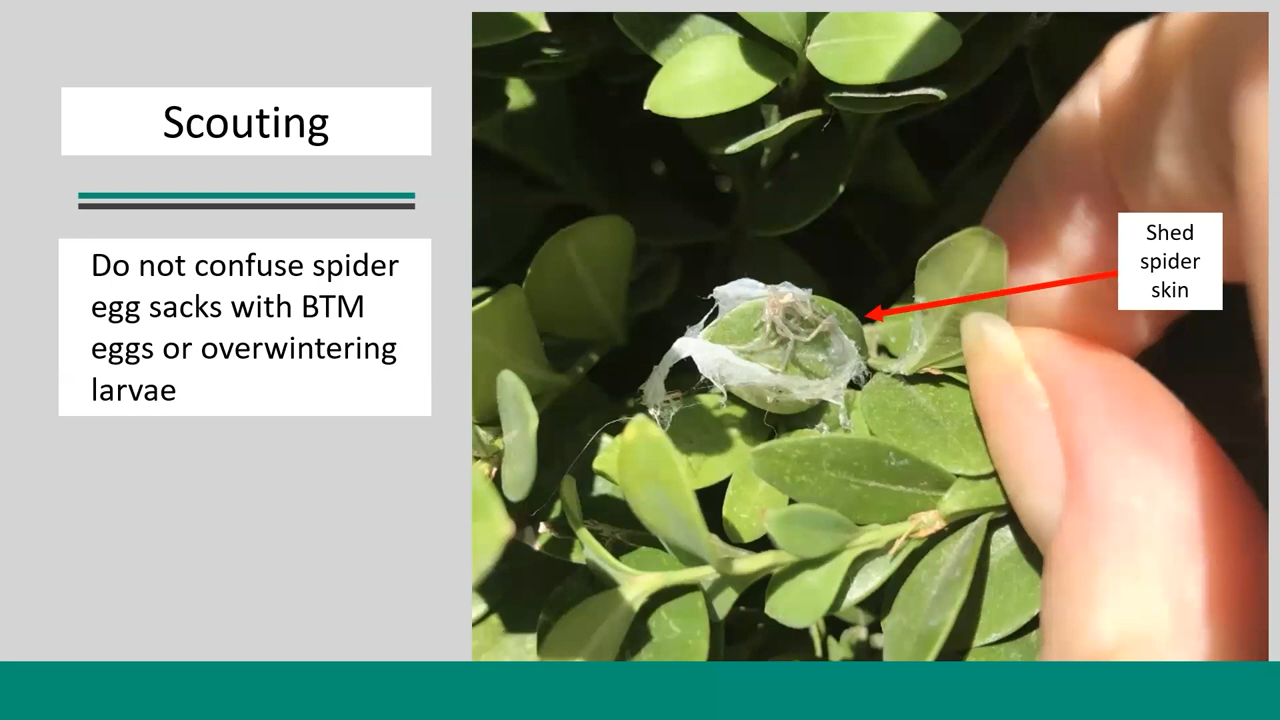 Scouting
Do not confuse spider
egg sacks with BTM
eggs or overwintering
larvae
Shed
spider
skin